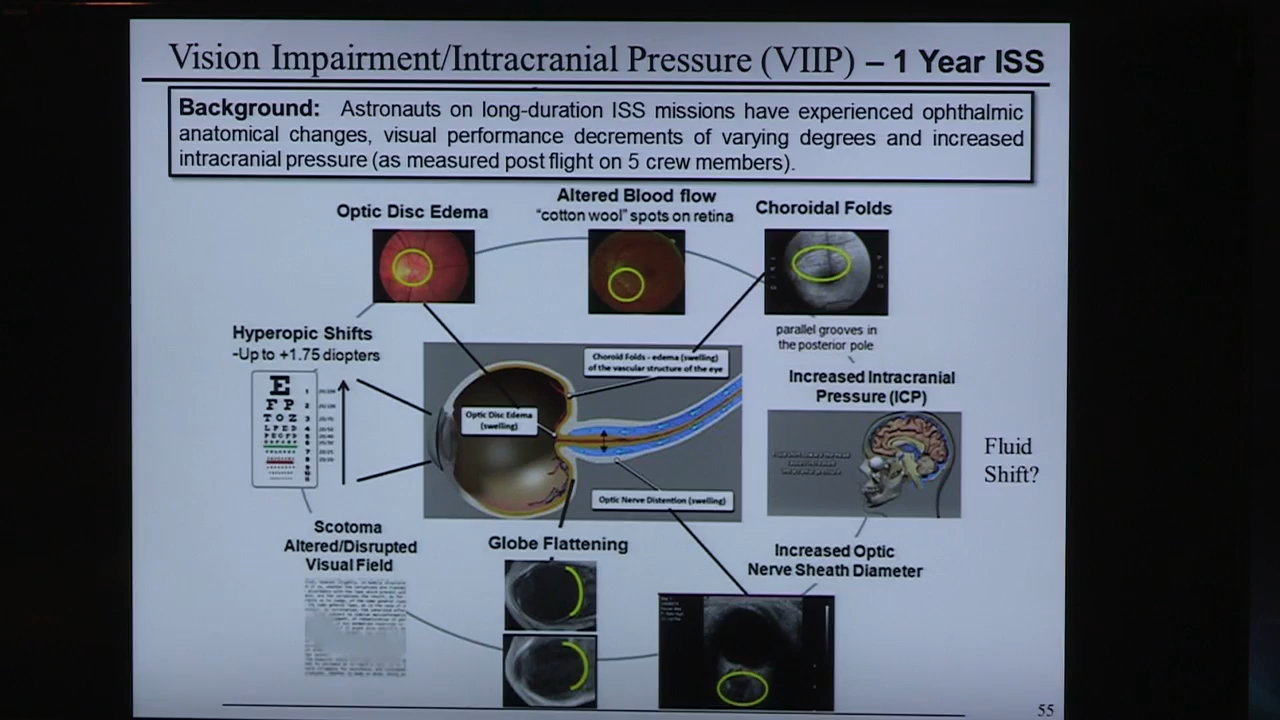 Vision Impairment/Intracranial Pressure (VIIP) – 1 Year ISS
Background: Astronauts on long-duration ISS missions have experienced ophthalmic
anatomical changes, visual performance decrements of varying degrees and increased
intracranial pressure (as measured post flight on 5 crew members).
Optic Disc Edema
Altered Blood flow
“cotton wool” spots on retina
Choroidal Folds
parallel grooves in
the posterior pole
Hyperopic Shifts
-Up to +1.75 diopters
E 1
F P 2
T O Z 3
L P E D 4
P E C F D 5
Choroid Folds - edema (swelling)
of the vascular structure of the eye
Optic Disc Edema
(swelling)
Optic Nerve Distention (swelling)
Increased Intracranial
Pressure (ICP)
Fluid
Shift?
Scotoma
Altered/Disrupted
Visual Field
Globe Flattening
Increased Optic
Nerve Sheath Diameter
55